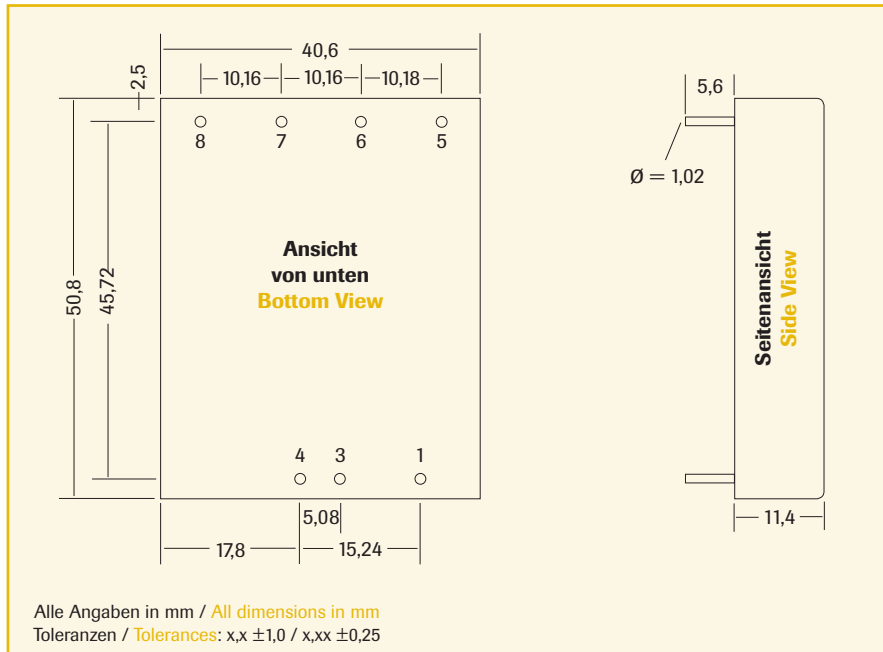 40,6
2,5
10,16
10,16
10,18
8
7
6
5
Ansicht
von unten
Bottom View
50,8
45,72
4
3
1
5,08
17,8
15,24
5,6
Ø = 1,02
Seitenansicht
Side View
11,4
Alle Angaben in mm / All dimensions in mm
Toleranzen / Tolerances: x,x ±1,0 / x,xx ±0,25